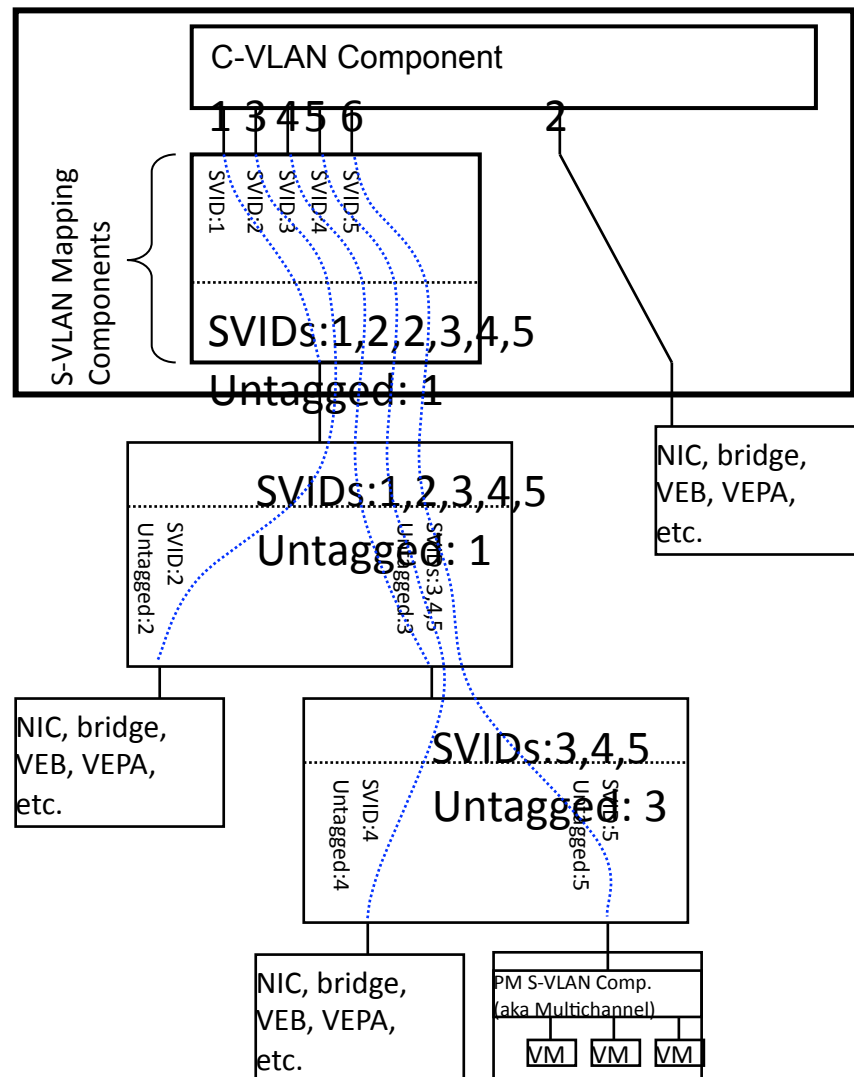 C-VLAN Component
1 3 4 5 6 2
S-VLAN Mapping
Components
SVID:1
SVID:2
SVID:3
SVID:4
SVID:5
SVIDs:1,2,2,3,4,5
Untagged: 1
NIC, bridge,
VEB, VEPA,
etc.
SVIDs:1,2,3,4,5
Untagged: 1
SVID:2
Untagged:2
SVIDs:3,4,5
Untagged:3
NIC, bridge,
VEB, VEPA,
etc.
SVIDs:3,4,5
Untagged: 3
SVID:4
Untagged:4
SVID:5
Untagged:5
NIC, bridge,
VEB, VEPA,
etc.
PM S-VLAN Comp.
(aka Multichannel)
VM VM VM